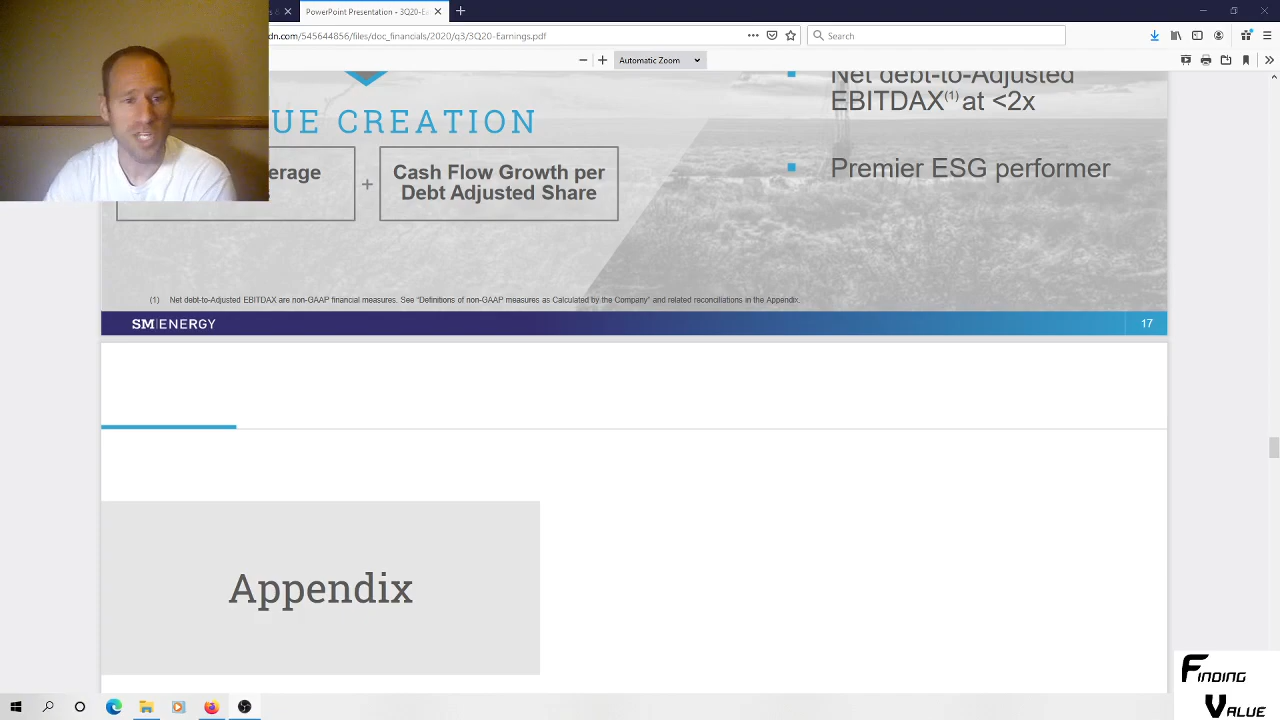 PowerPoint Presentation - 3Q20-Ea
dn.com/545644856/files/doc_financials/2020/q3/3Q20-Earnings.pdf
Search
Automatic Zoom
Net debt-to-Adjusted
EBITDAX(1) at <2x
UE CREATION
Premier ESG performer
erage
+
Cash Flow Growth per
Debt Adjusted Share
(1) Net debt-to-Adjusted EBITDAX are non-GAAP financial measures. See "Definitions of non-GAAP measures as Calculated by the Company" and related reconciliations in the Appendix.
SM|ENERGY
17
Appendix
FINDING
VALUE